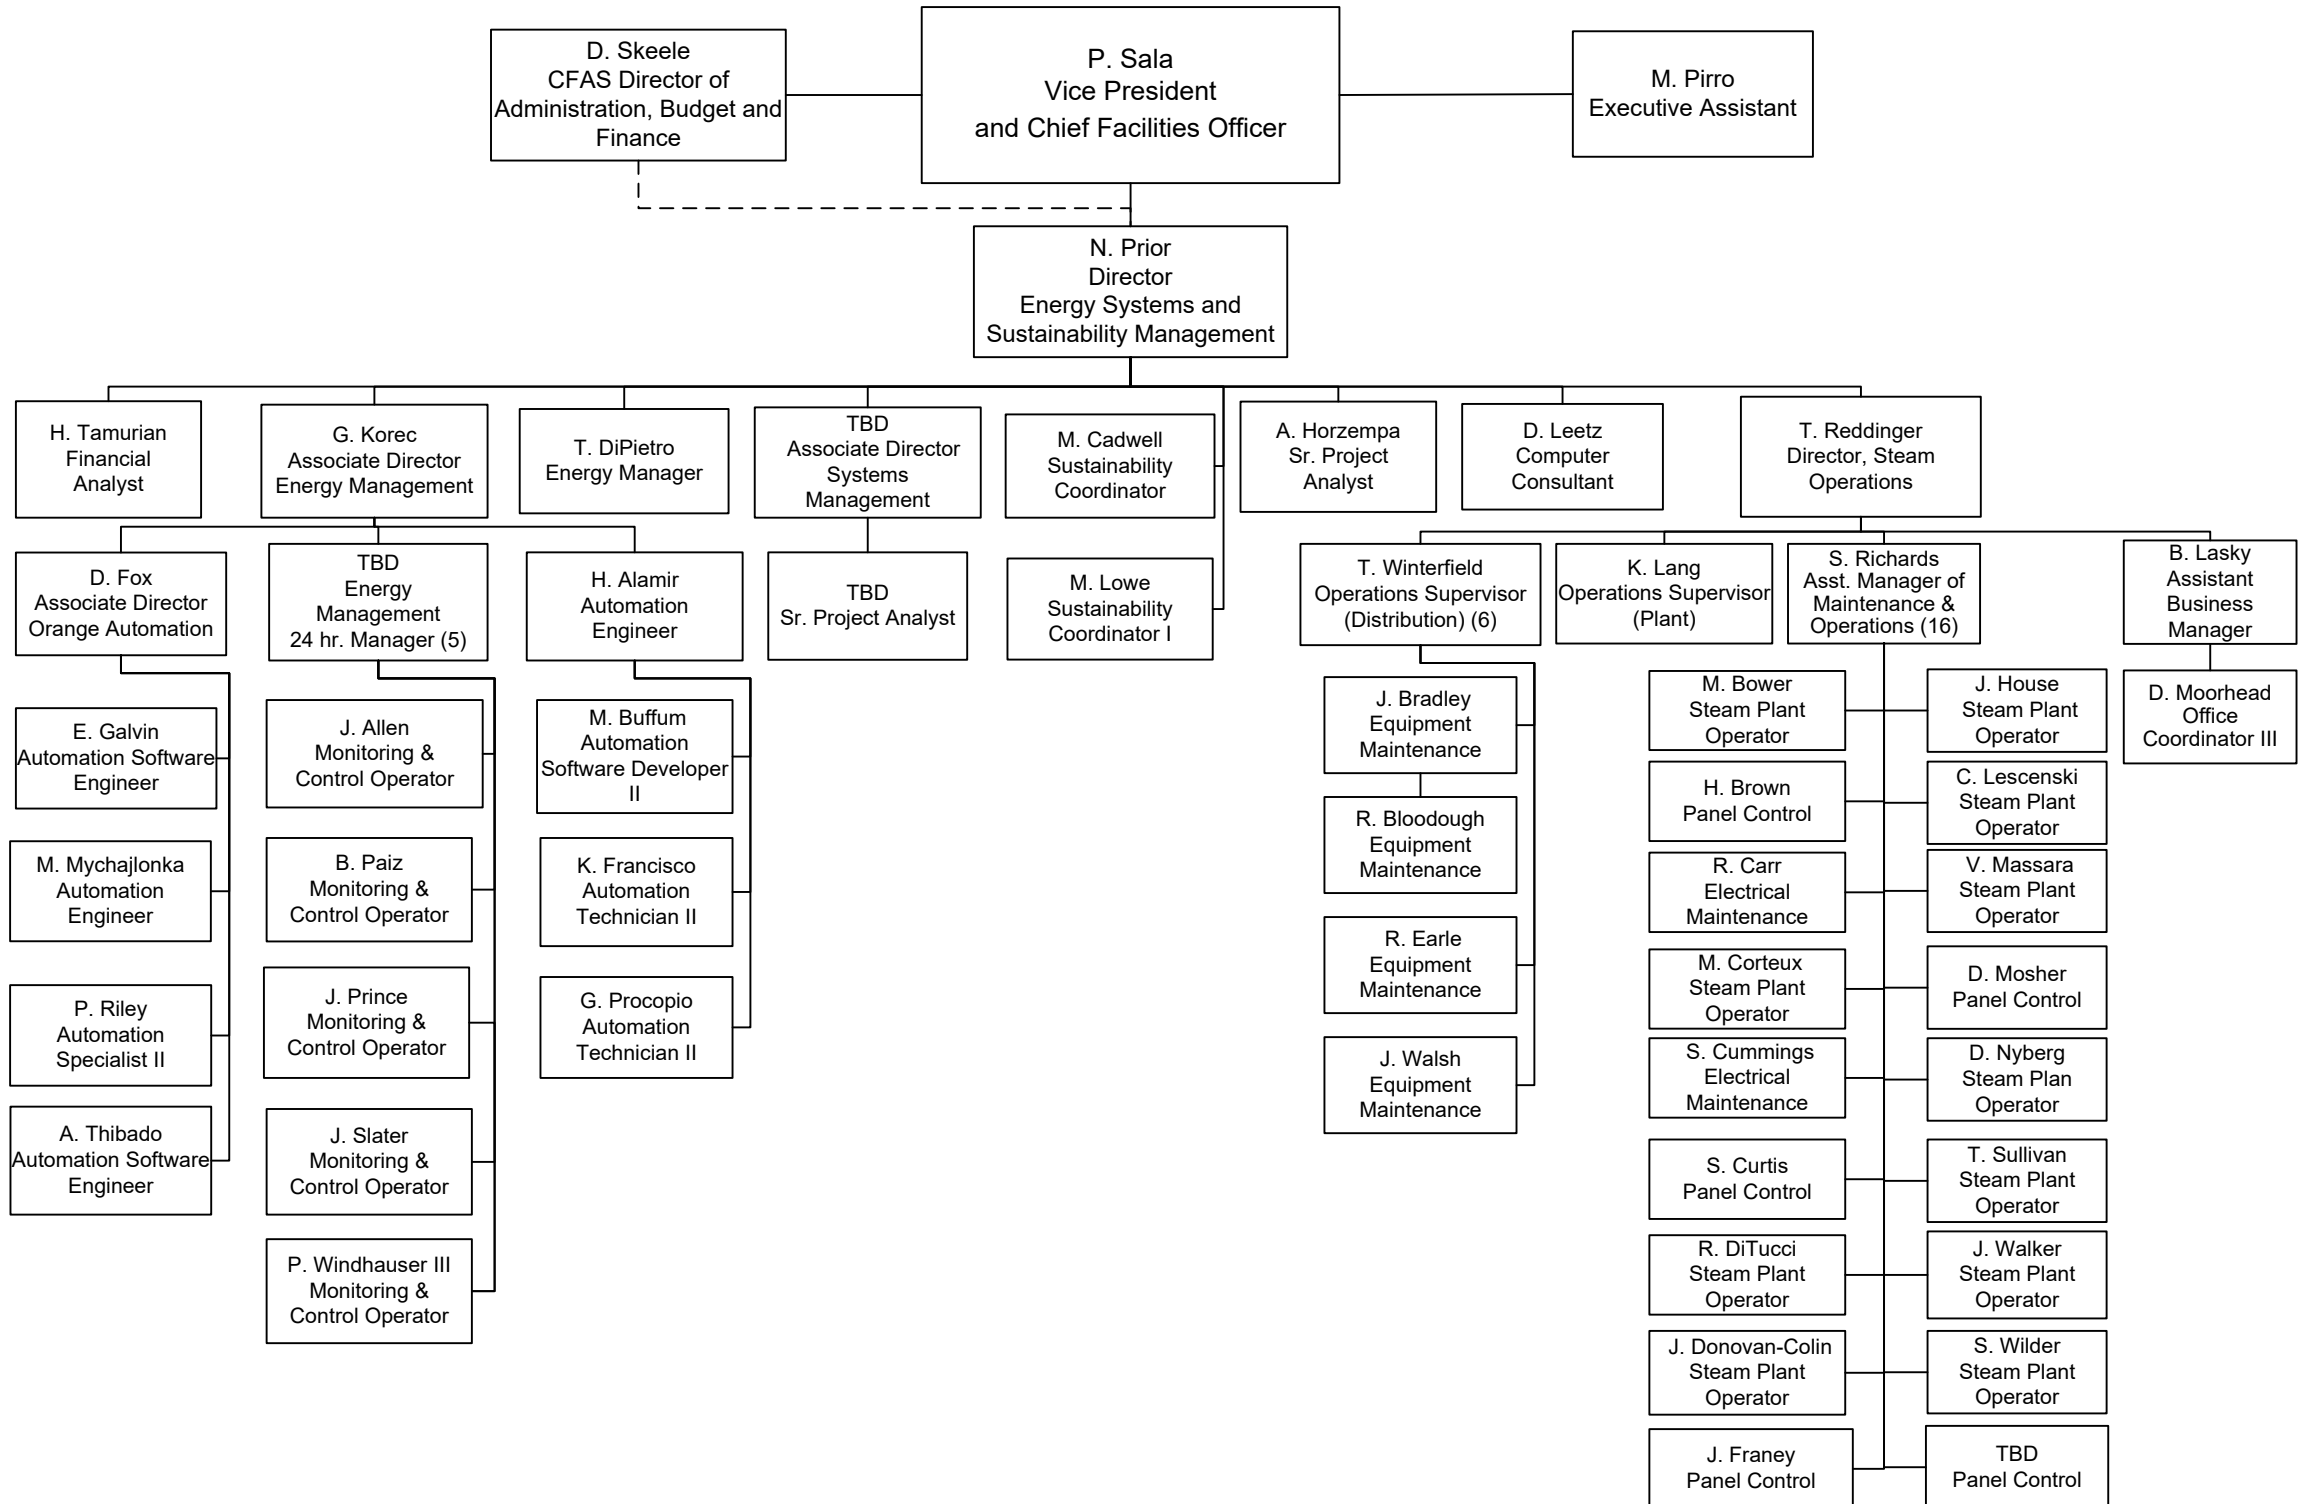 D. Skeele
CFAS Director of
Administration, Budget and
Finance
P. Sala
Vice President
and Chief Facilities Officer
M. Pirro
Executive Assistant
N. Prior
Director
Energy Systems and
Sustainability Management
H. Tamurian
Financial
Analyst
G. Korec
Associate Director
Energy Management
T. DiPietro
Energy Manager
TBD
Associate Director
Systems
Management
M. Cadwell
Sustainability
Coordinator
A. Horzempa
Sr. Project
Analyst
D. Leetz
Computer
Consultant
T. Reddinger
Director, Steam
Operations
D. Fox
Associate Director
Orange Automation
TBD
Energy
Management
24 hr. Manager (5)
H. Alamir
Automation
Engineer
TBD
Sr. Project Analyst
M. Lowe
Sustainability
Coordinator I
T. Winterfield
Operations Supervisor
(Distribution) (6)
K. Lang
Operations Supervisor
(Plant)
S. Richards
Asst. Manager of
Maintenance &
Operations (16)
B. Lasky
Assistant
Business
Manager
E. Galvin
Automation Software
Engineer
M. Mychajlonka
Automation
Engineer
P. Riley
Automation
Specialist II
A. Thibado
Automation Software
Engineer
J. Allen
Monitoring &
Control Operator
B. Paiz
Monitoring &
Control Operator
J. Prince
Monitoring &
Control Operator
J. Slater
Monitoring &
Control Operator
P. Windhauser III
Monitoring &
Control Operator
M. Buffum
Automation
Software Developer
II
K. Francisco
Automation
Technician II
G. Procopio
Automation
Technician II
J. Bradley
Equipment
Maintenance
R. Bloodough
Equipment
Maintenance
R. Earle
Equipment
Maintenance
J. Walsh
Equipment
Maintenance
M. Bower
Steam Plant
Operator
H. Brown
Panel Control
R. Carr
Electrical
Maintenance
M. Corteux
Steam Plant
Operator
S. Cummings
Electrical
Maintenance
S. Curtis
Panel Control
R. DiTucci
Steam Plant
Operator
J. Donovan-Colin
Steam Plant
Operator
J. Franey
Panel Control
J. House
Steam Plant
Operator
C. Lescenski
Steam Plant
Operator
V. Massara
Steam Plant
Operator
D. Mosher
Panel Control
D. Nyberg
Steam Plan
Operator
T. Sullivan
Steam Plant
Operator
J. Walker
Steam Plant
Operator
S. Wilder
Steam Plant
Operator
TBD
Panel Control
D. Moorhead
Office
Coordinator III